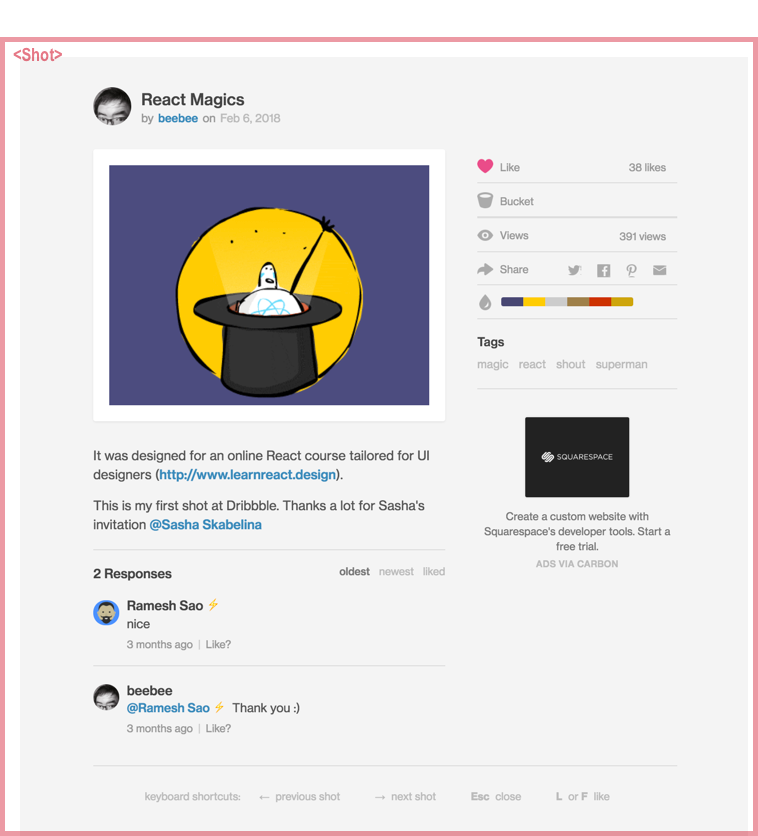 <Shot>
React Magics
by beebee on Feb 6, 2018
Like 38 likes
Bucket
Views 391 views
Share
Tags
magic react shout superman
SQUARESPACE
Create a custom website with
Squarespace's developer tools. Start a
free trial.
ADS VIA CARBON
It was designed for an online React course tailored for UI
designers (http://www.learnreact.design).
This is my first shot at Dribbble. Thanks a lot for Sasha's
invitation @Sasha Skabelina
2 Responses oldest newest liked
Ramesh Sao ⚡
nice
3 months ago | Like?
beebee
@Ramesh Sao ⚡ Thank you :)
3 months ago | Like?
keyboard shortcuts: ← previous shot → next shot Esc close L or F like